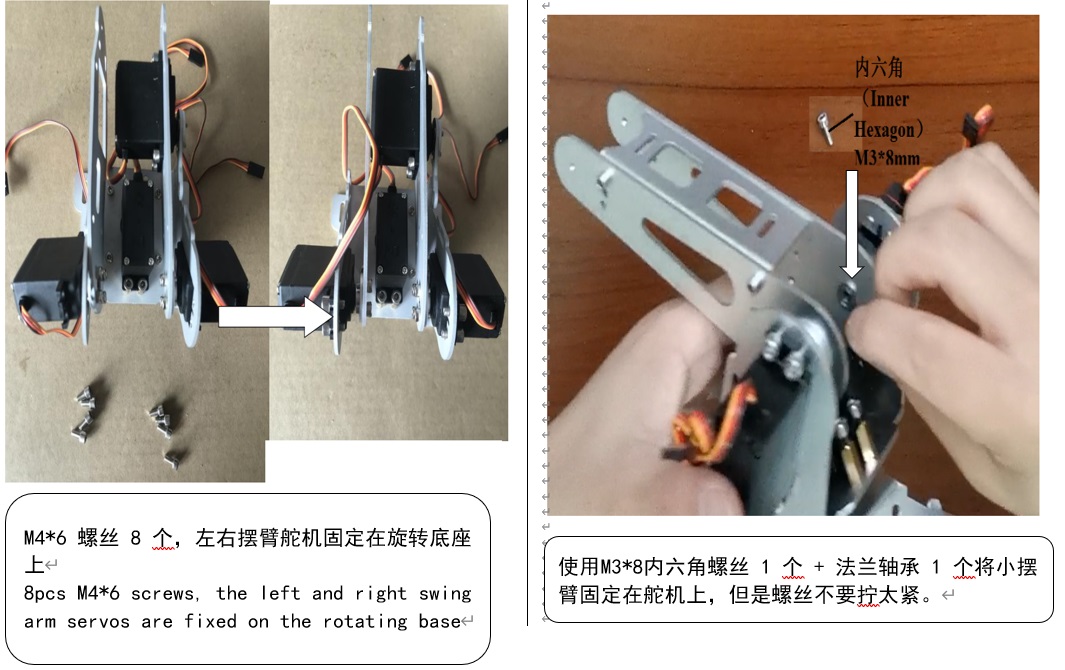 M4*6 螺丝 8 个，左右摆臂舵机固定在旋转底座
上
8pcs M4*6 screws, the left and right swing
arm servos are fixed on the rotating base
内六角
（Inner
Hexagon）
M3*8mm
使用M3*8内六角螺丝 1 个 + 法兰轴承 1 个将小摆
臂固定在舵机上，但是螺丝不要拧太紧。